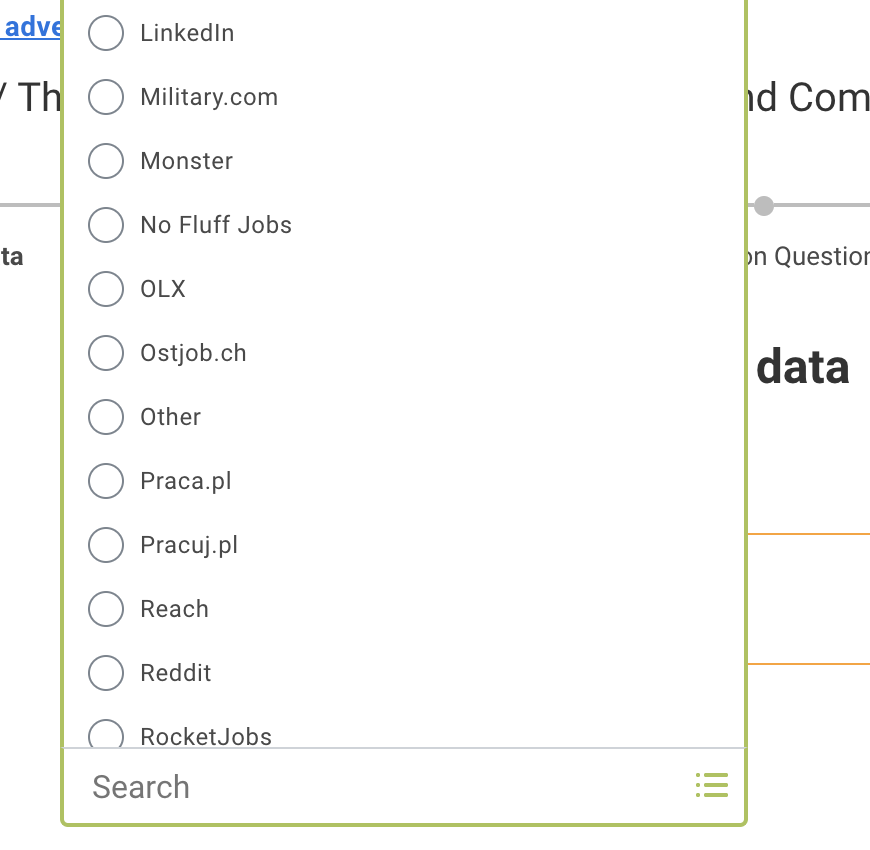 adve
LinkedIn
/ Th
Military.com
nd Com
Monster
No Fluff Jobs
ta
on Question
OLX
Ostjob.ch
data
Other
Praca.pl
Pracuj.pl
Reach
Reddit
RocketJobs
Search